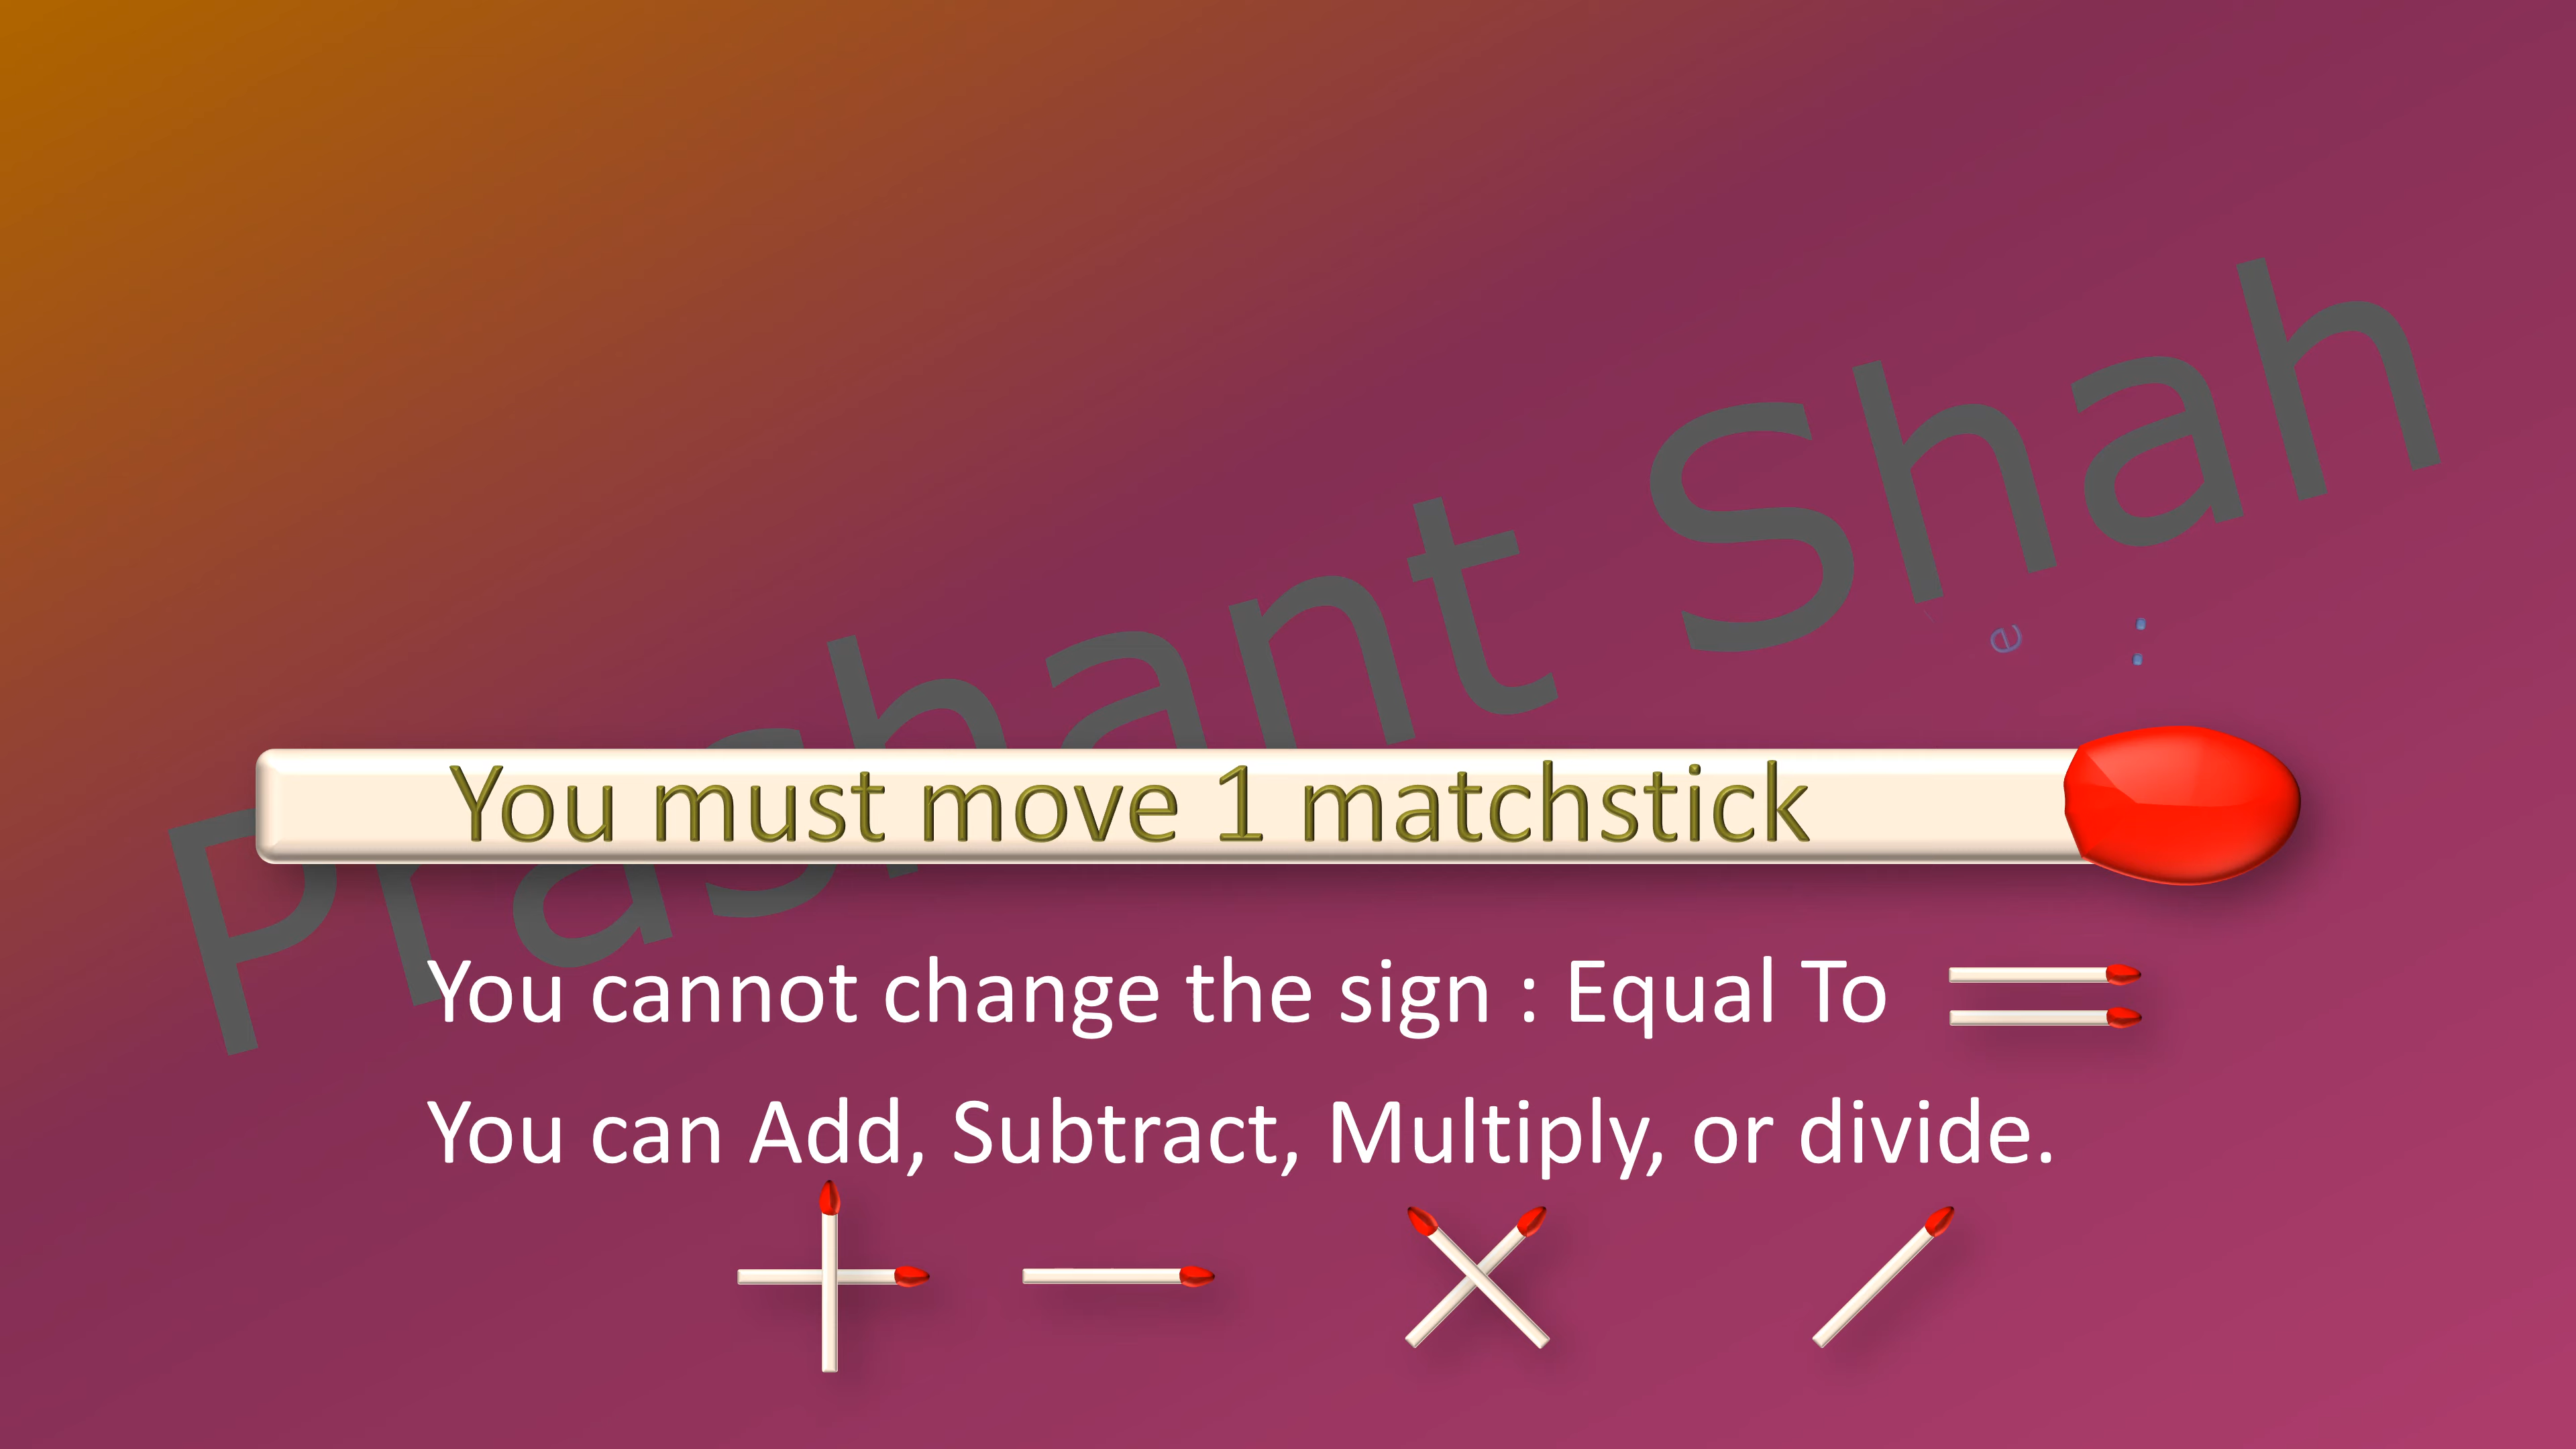 Prashant Shah
e :
You must move 1 matchstick
You cannot change the sign : Equal To =
You can Add, Subtract, Multiply, or divide.
+ - × /